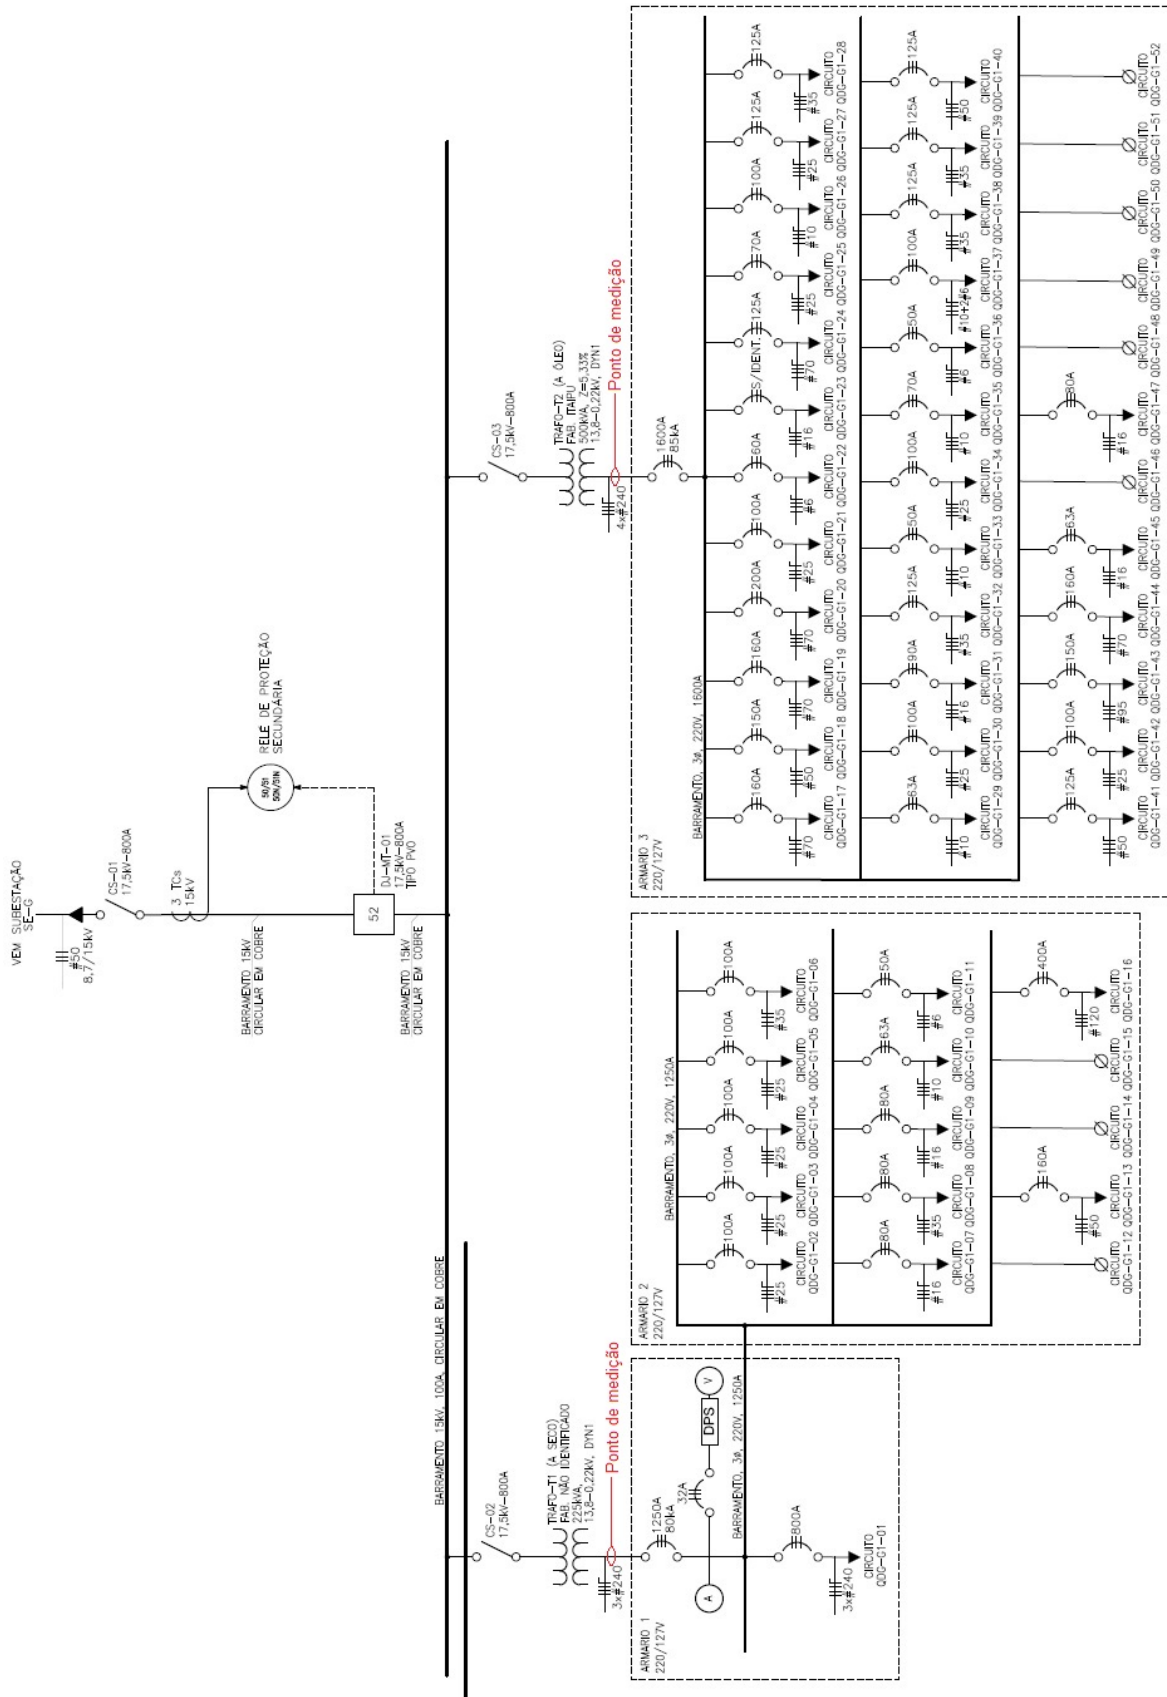 VEM SUBESTAÇÃO
SE-G
#50
8,7/15kV
CS-01
17,5kV-800A
3 TCs
15kV
50/51
50N/51N
RELE DE PROTEÇÃO
SECUNDÁRIA
BARRAMENTO 15kV
CIRCULAR EM COBRE
52
DJ-MT-01
17,5kV-800A
TIPO PVO
BARRAMENTO 15kV
CIRCULAR EM COBRE
BARRAMENTO 15kV, 100A, CIRCULAR EM COBRE
CS-02
17,5kV-800A
TRAFO-T1 (A SECO)
FAB. NÃO IDENTIFICADO
225kVA,
13,8-0,22kV, DYN1
Ponto de medição
3x#240
CS-03
17,5kV-800A
TRAFO-T2 (A ÓLEO)
FAB. ITAIPU
500kVA, Z=5,33%
13,8-0,22kV, DYN1
Ponto de medição
4x#240
ARMARIO 1
220/127V
1250A
80kA
A
32A
DPS
V
BARRAMENTO, 3ø, 220V, 1250A
800A
3x#240
CIRCUITO
QDG-G1-01
ARMARIO 2
220/127V
BARRAMENTO, 3ø, 220V, 1250A
100A 100A 100A 100A 100A
#25 #25 #25 #25 #35
CIRCUITO CIRCUITO CIRCUITO CIRCUITO CIRCUITO
QDG-G1-02 QDG-G1-03 QDG-G1-04 QDG-G1-05 QDG-G1-06
80A 80A 80A 63A 50A
#16 #35 #16 #10 #6
CIRCUITO CIRCUITO CIRCUITO CIRCUITO CIRCUITO
QDG-G1-07 QDG-G1-08 QDG-G1-09 QDG-G1-10 QDG-G1-11
160A 400A
#50 #120
CIRCUITO CIRCUITO CIRCUITO CIRCUITO CIRCUITO
QDG-G1-12 QDG-G1-13 QDG-G1-14 QDG-G1-15 QDG-G1-16
ARMARIO 3
220/127V
1600A
85kA
BARRAMENTO, 3ø, 220V, 1600A
160A 150A 160A 200A 100A 60A S/IDENT. 125A 70A 100A 125A 125A
#70 #50 #70 #70 #25 #6 #16 #70 #25 #10 #25 #35
CIRCUITO CIRCUITO CIRCUITO CIRCUITO CIRCUITO CIRCUITO CIRCUITO CIRCUITO CIRCUITO CIRCUITO CIRCUITO CIRCUITO
QDG-G1-17 QDG-G1-18 QDG-G1-19 QDG-G1-20 QDG-G1-21 QDG-G1-22 QDG-G1-23 QDG-G1-24 QDG-G1-25 QDG-G1-26 QDG-G1-27 QDG-G1-28
63A 100A 90A 125A 50A 100A 70A 50A 100A 125A 125A 125A
#10 #25 #16 #35 #10 #25 #10 #6 #10+2#6 #35 #35 #50
CIRCUITO CIRCUITO CIRCUITO CIRCUITO CIRCUITO CIRCUITO CIRCUITO CIRCUITO CIRCUITO CIRCUITO CIRCUITO CIRCUITO
QDG-G1-29 QDG-G1-30 QDG-G1-31 QDG-G1-32 QDG-G1-33 QDG-G1-34 QDG-G1-35 QDG-G1-36 QDG-G1-37 QDG-G1-38 QDG-G1-39 QDG-G1-40
125A 100A 150A 160A 63A 80A
#50 #25 #95 #70 #16 #16
CIRCUITO CIRCUITO CIRCUITO CIRCUITO CIRCUITO CIRCUITO CIRCUITO CIRCUITO CIRCUITO CIRCUITO CIRCUITO CIRCUITO
QDG-G1-41 QDG-G1-42 QDG-G1-43 QDG-G1-44 QDG-G1-45 QDG-G1-46 QDG-G1-47 QDG-G1-48 QDG-G1-49 QDG-G1-50 QDG-G1-51 QDG-G1-52